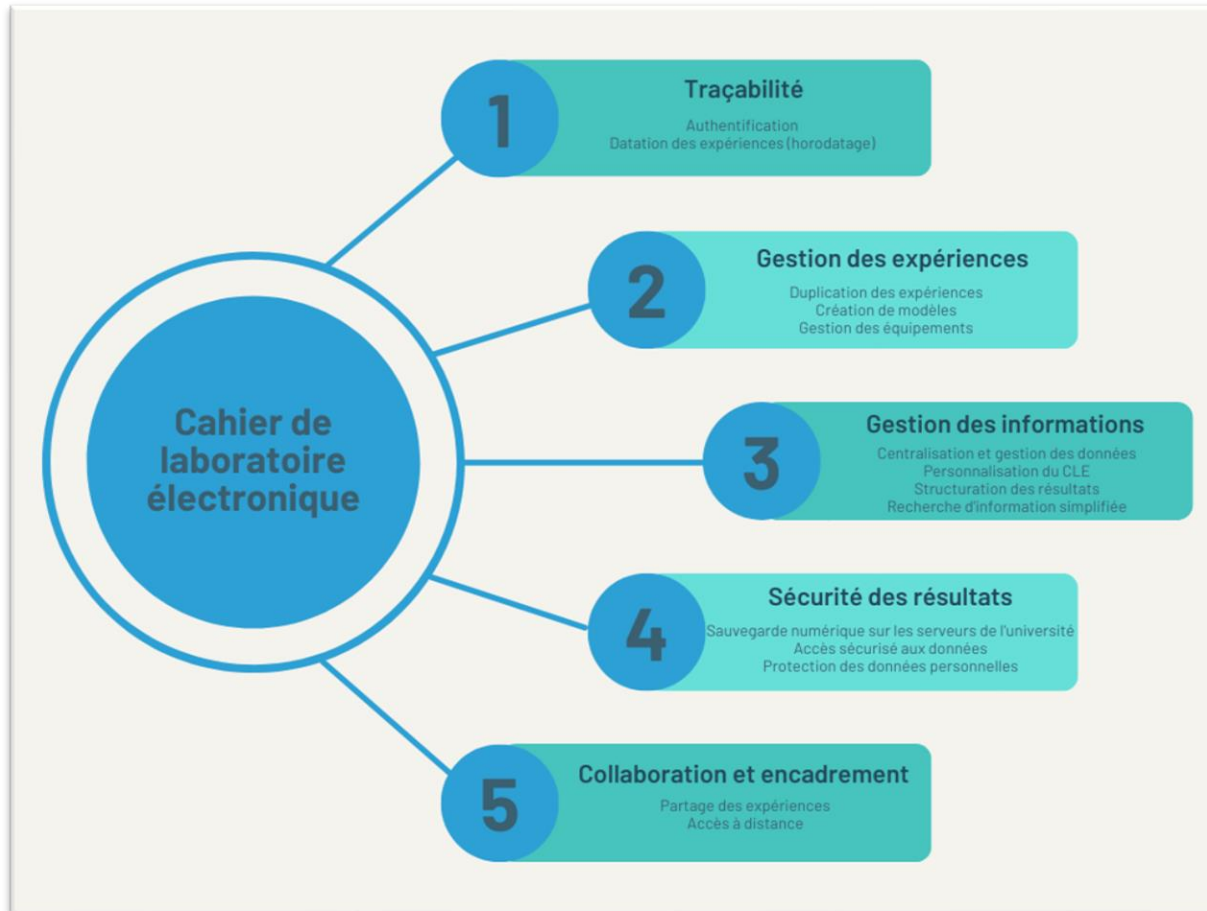 Cahier de
laboratoire
électronique
1
Traçabilité
Authentification
Datation des expériences (horodatage)
2
Gestion des expériences
Duplication des expériences
Création de modèles
Gestion des équipements
3
Gestion des informations
Centralisation et gestion des données
Personnalisation du CLE
Structuration des résultats
Recherche d'information simplifiée
4
Sécurité des résultats
Sauvegarde numérique sur les serveurs de l'université
Accès sécurisé aux données
Protection des données personnelles
5
Collaboration et encadrement
Partage des expériences
Accès à distance